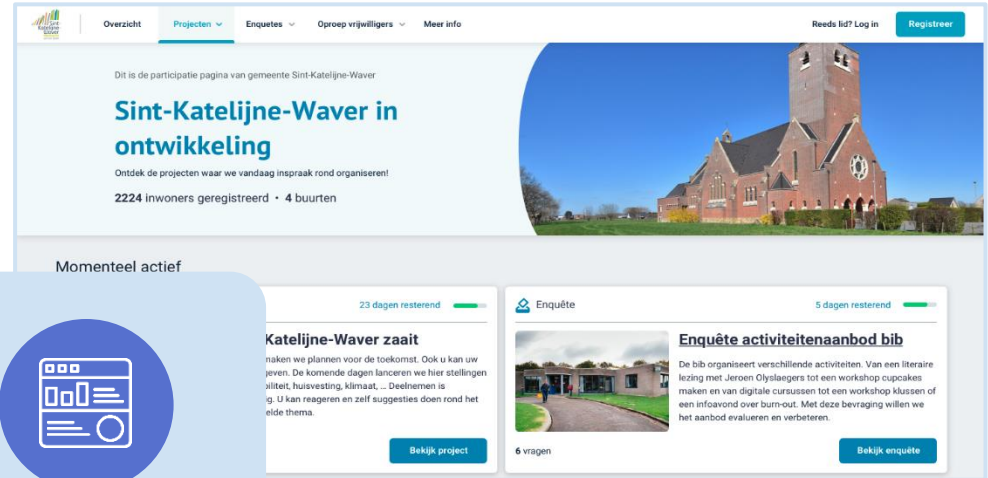 Sint
Katelijne
Waver
Overzicht
Projecten
Enquetes
Oproep vrijwilligers
Meer info
Reeds lid? Log in
Registreer
Dit is de participatie pagina van gemeente Sint-Katelijne-Waver
Sint-Katelijne-Waver in
ontwikkeling
Ontdek de projecten waar we vandaag inspraak rond organiseren!
2224 inwoners geregistreerd • 4 buurten
Momenteel actief
23 dagen resterend
Katelijne-Waver zaait
maken we plannen voor de toekomst. Ook u kan uw
geven. De komende dagen lanceren we hier stellingen
biliteit, huisvesting, klimaat, ... Deelnemen is
ig. U kan reageren en zelf suggesties doen rond het
elde thema.
Bekijk project
Enquête
5 dagen resterend
Enquête activiteitenaanbod bib
De bib organiseert verschillende activiteiten. Van een literaire
lezing met Jeroen Olyslaegers tot een workshop cupcakes
maken en van digitale cursussen tot een workshop klussen of
een infoavond over burn-out. Met deze bevraging willen we
het aanbod evalueren en verbeteren.
6 vragen
Bekijk enquête